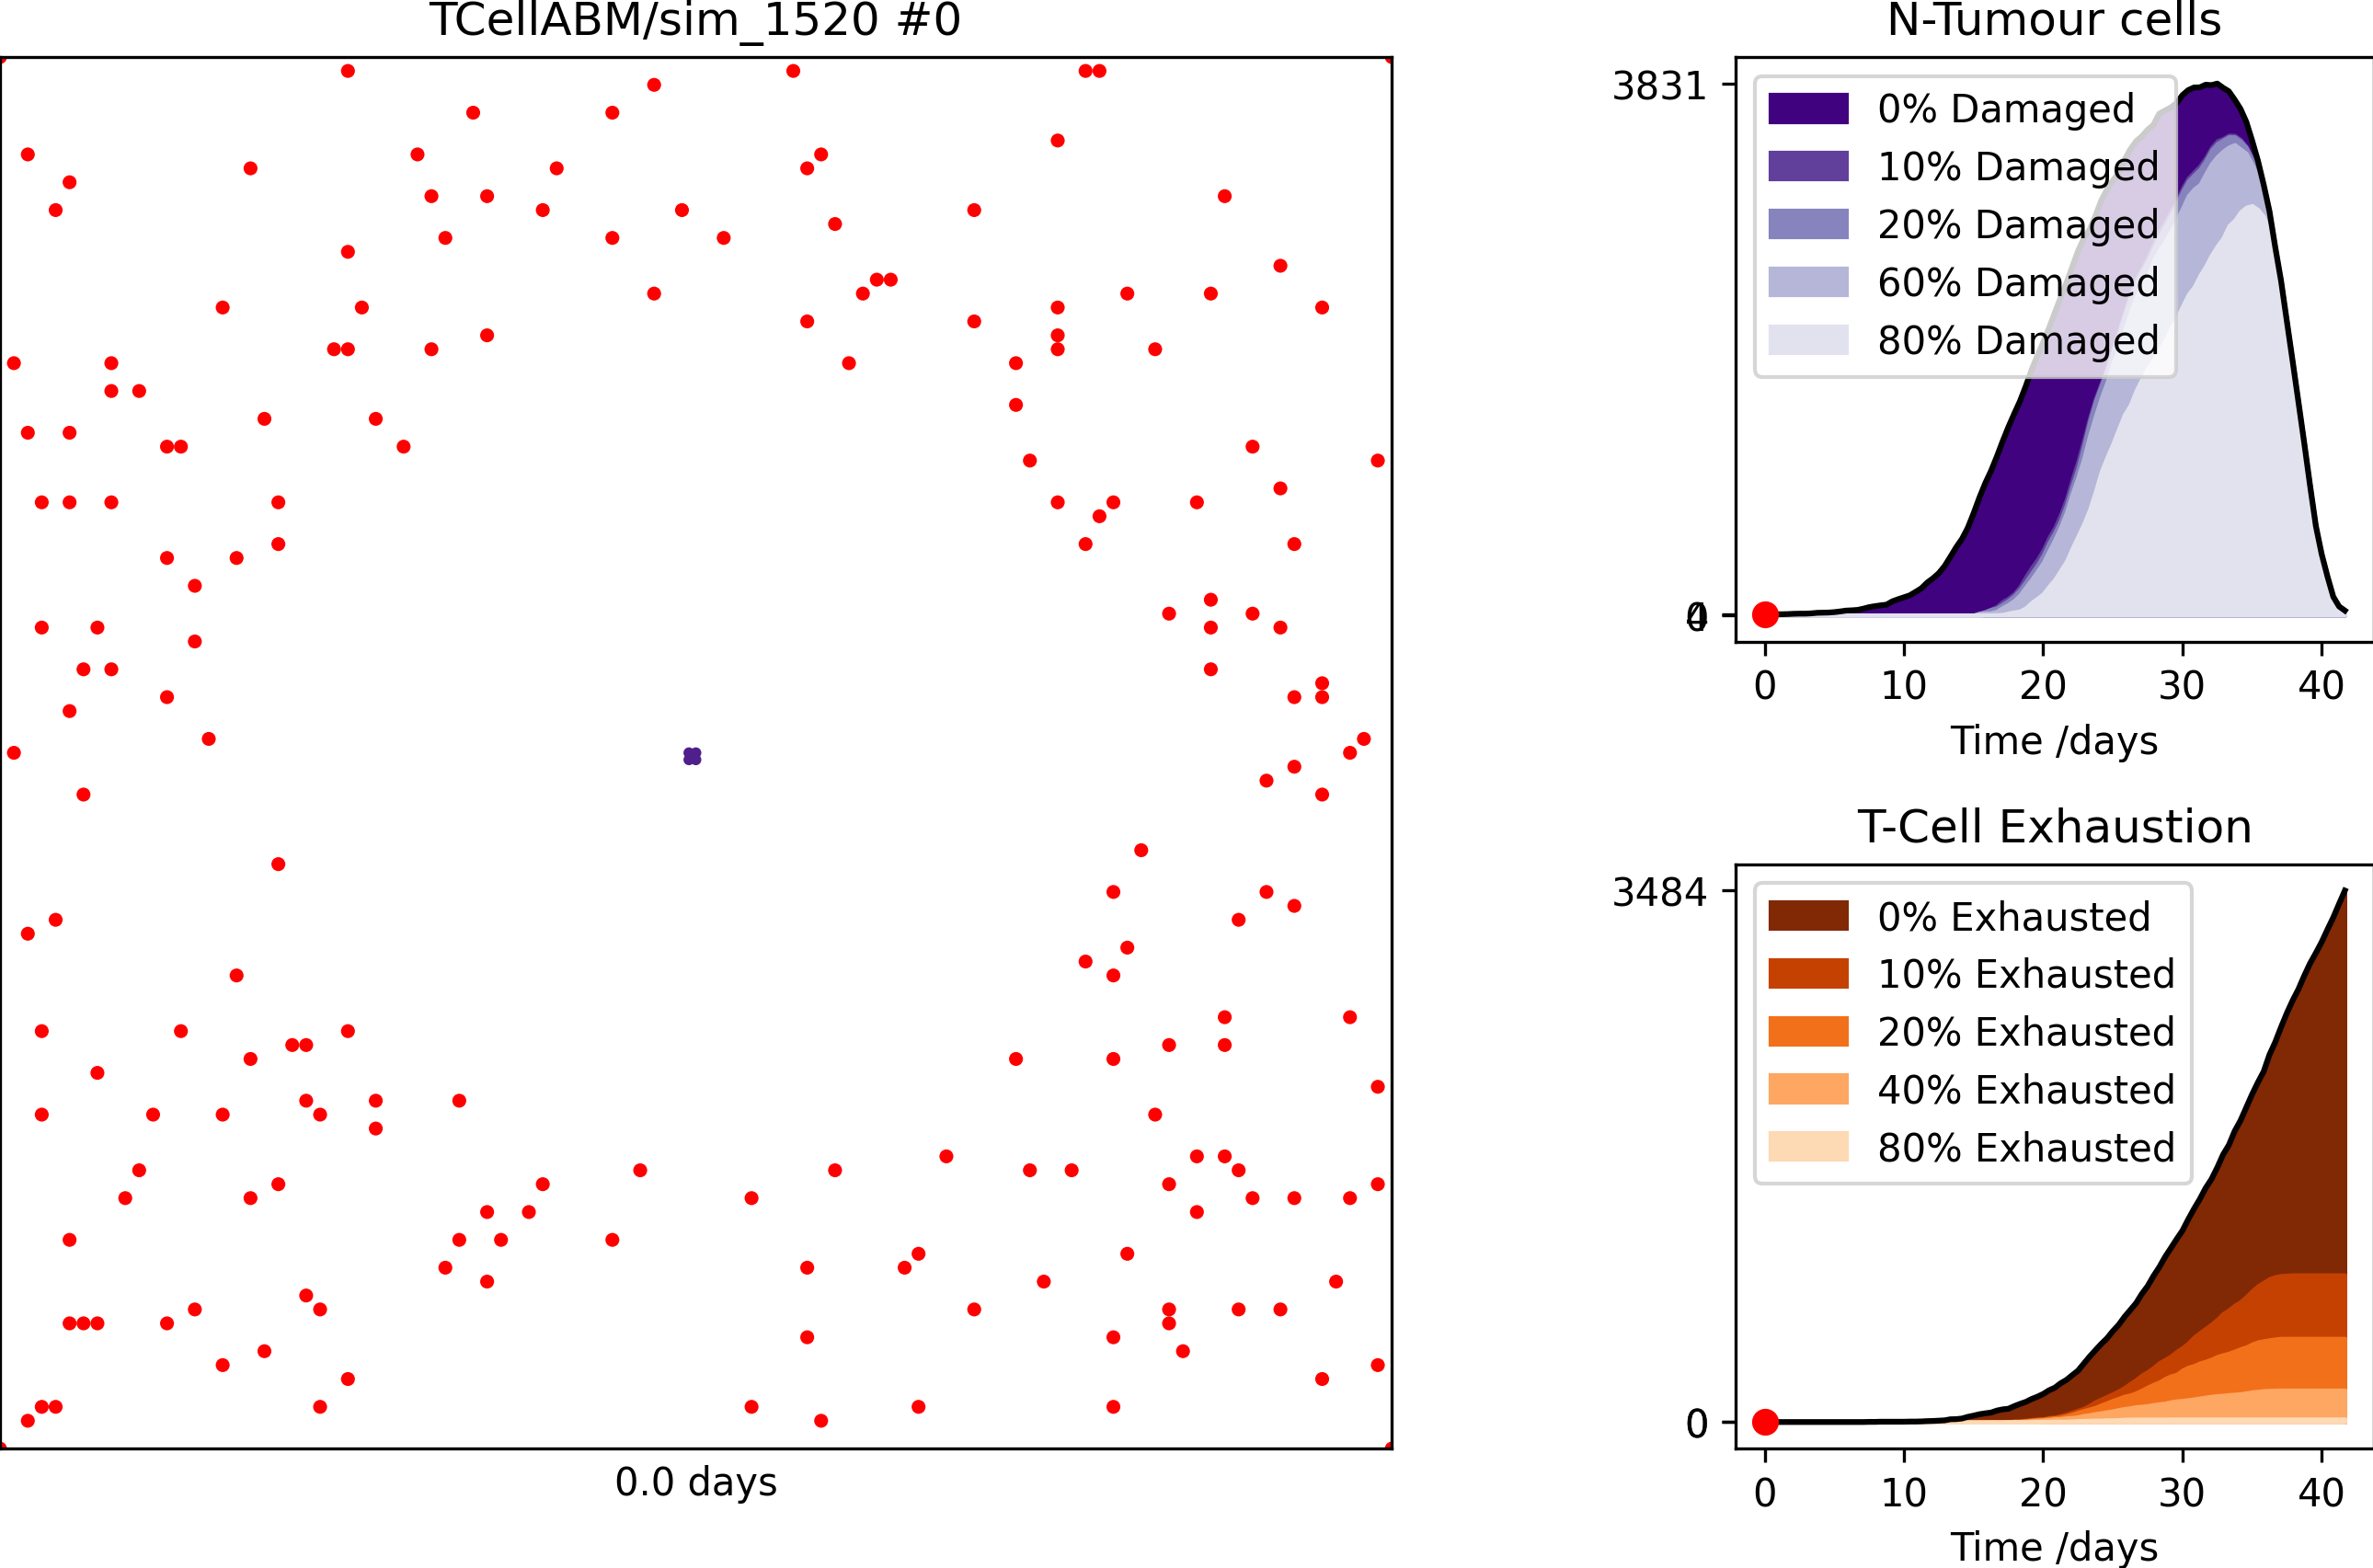 TCellABM/sim_1520 #0
0.0 days
N-Tumour cells
3831
0% Damaged
10% Damaged
20% Damaged
60% Damaged
80% Damaged
4
0
0 10 20 30 40
Time /days
T-Cell Exhaustion
3484
0% Exhausted
10% Exhausted
20% Exhausted
40% Exhausted
80% Exhausted
0
0 10 20 30 40
Time /days